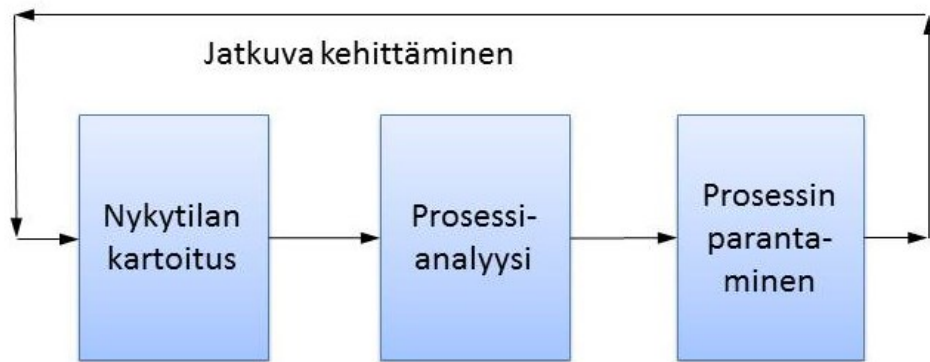 Jatkuva kehittäminen
Nykytilan
kartoitus
Prosessi-
analyysi
Prosessin
paranta-
minen